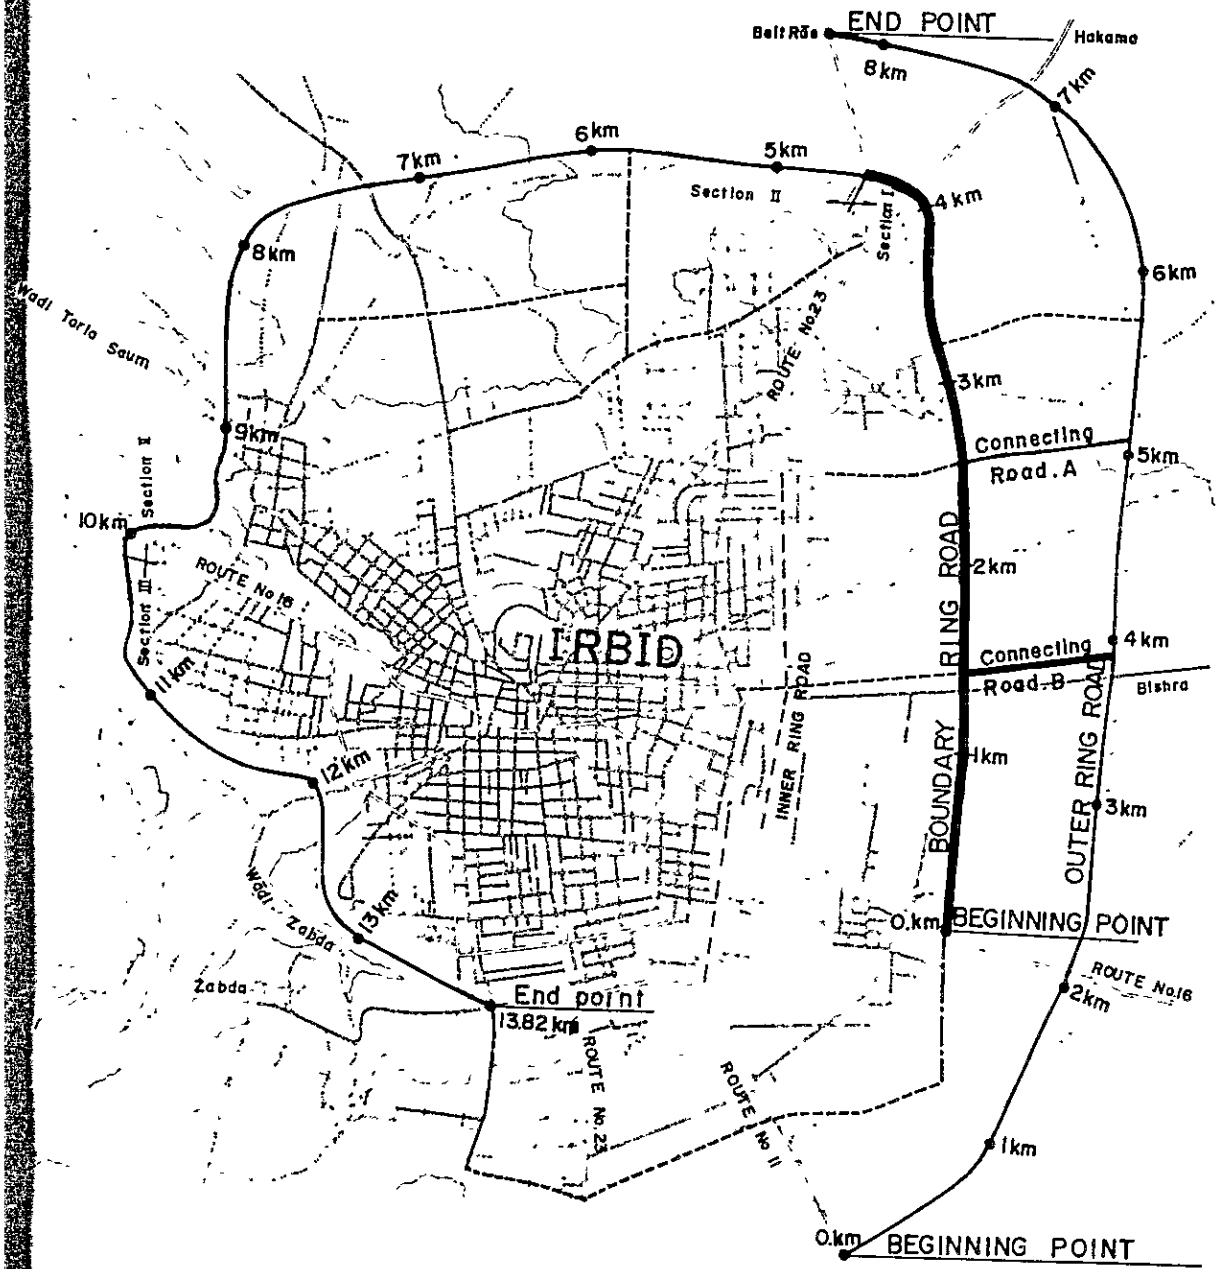 END POINT
Beit Räs
Hakama
8km
7km
6km
5km
7km
Section II
Section I
4km
8km
6km
Wadi Toria Saum
ROUTE No.23
3km
9km
Connecting
Road.A
5km
Section II
10km
ROUTE No 16
BOUNDARY RING ROAD
2km
Section III
IRBID
4km
Connecting
Road.B
Bishra
11km
INNER RING ROAD
OUTER RING ROAD
1km
12km
3km
Wadi Zabda
13km
0.km
BEGINNING POINT
Zabda
End point
13.82km
ROUTE No.16
2km
ROUTE No.23
ROUTE No 11
1km
0.km
BEGINNING POINT